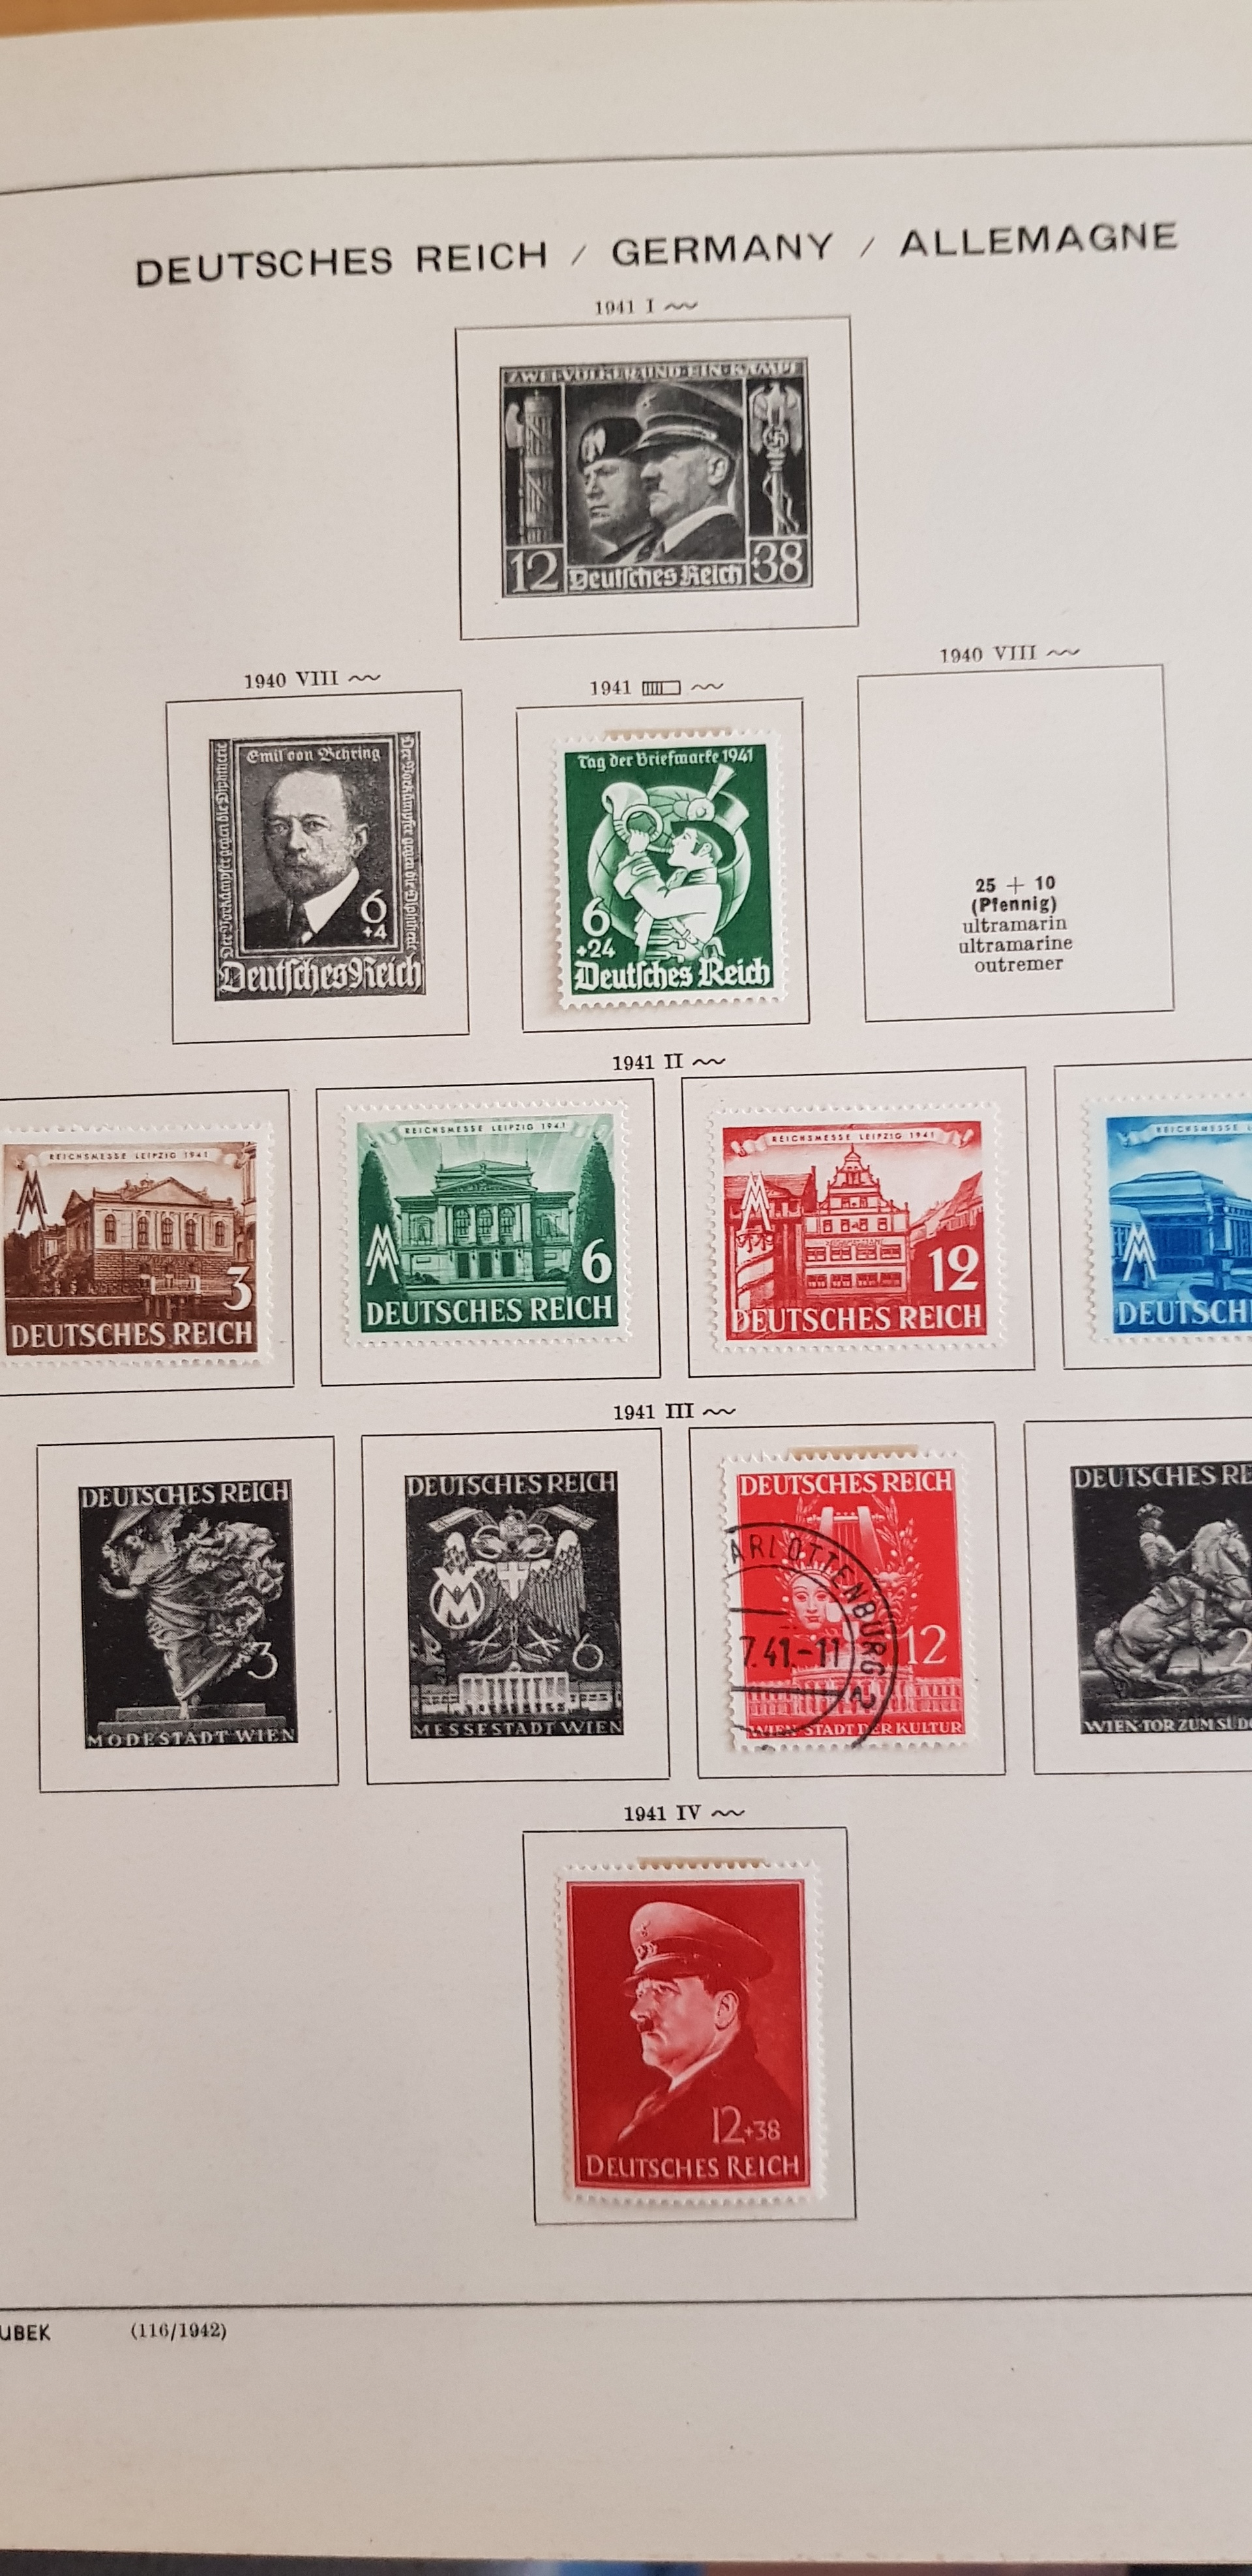 DEUTSCHES REICH / GERMANY / ALLEMAGNE
1941 I
ZWEI VÖLKER UND EIN KAMPF
12 Deutsches Reich +38
1940 VIII
Emil von Behring
Der Vorkämpfer gegen die Diphtherie
Der Vorkämpfer gegen die Diphtherie
6
+4
Deutsches Reich
1941
Tag der Briefmarke 1941
6
+24
Deutsches Reich
1940 VIII
25 + 10
(Pfennig)
ultramarin
ultramarine
outremer
1941 II
REICHSMESSE LEIPZIG 1941
3
DEUTSCHES REICH
REICHSMESSE LEIPZIG 1941
6
DEUTSCHES REICH
REICHSMESSE LEIPZIG 1941
12
DEUTSCHES REICH
REICHSMESSE L
DEUTSCH
1941 III
DEUTSCHES REICH
3
MODESTADT WIEN
DEUTSCHES REICH
6
MESSESTADT WIEN
DEUTSCHES REICH
ARLOTTENBURG 2
7.41.-11
12
WIEN·STADT DER KULTUR
DEUTSCHES RE
2
WIEN·TOR ZUM SÜDO
1941 IV
12+38
DEUTSCHES REICH
UBEK (116/1942)